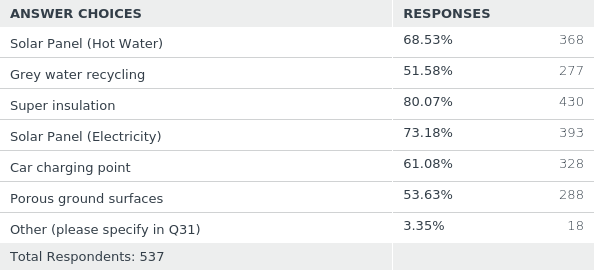 ANSWER CHOICES RESPONSES
Solar Panel (Hot Water) 68.53% 368
Grey water recycling 51.58% 277
Super insulation 80.07% 430
Solar Panel (Electricity) 73.18% 393
Car charging point 61.08% 328
Porous ground surfaces 53.63% 288
Other (please specify in Q31) 3.35% 18
Total Respondents: 537